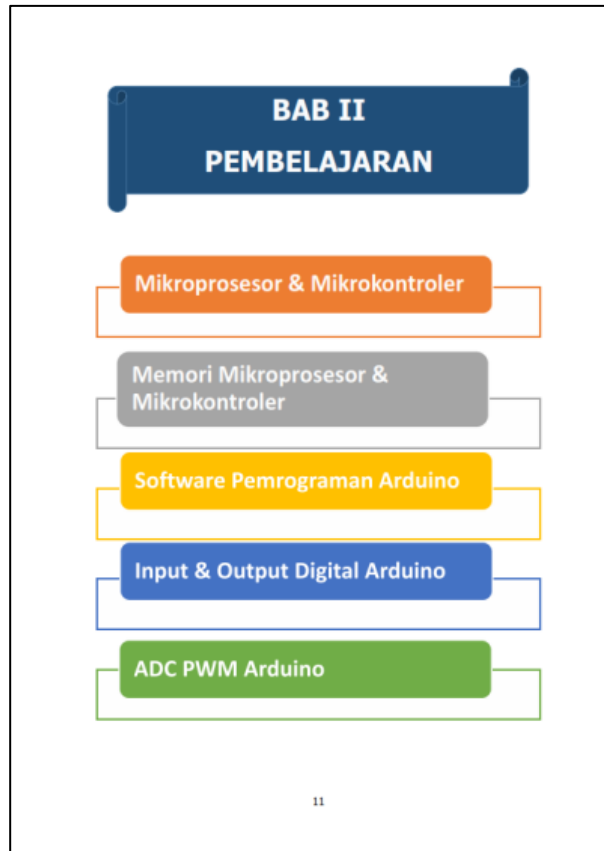 BAB II
PEMBELAJARAN
Mikroprosesor & Mikrokontroler
Memori Mikroprosesor &
Mikrokontroler
Software Pemrograman Arduino
Input & Output Digital Arduino
ADC PWM Arduino
11